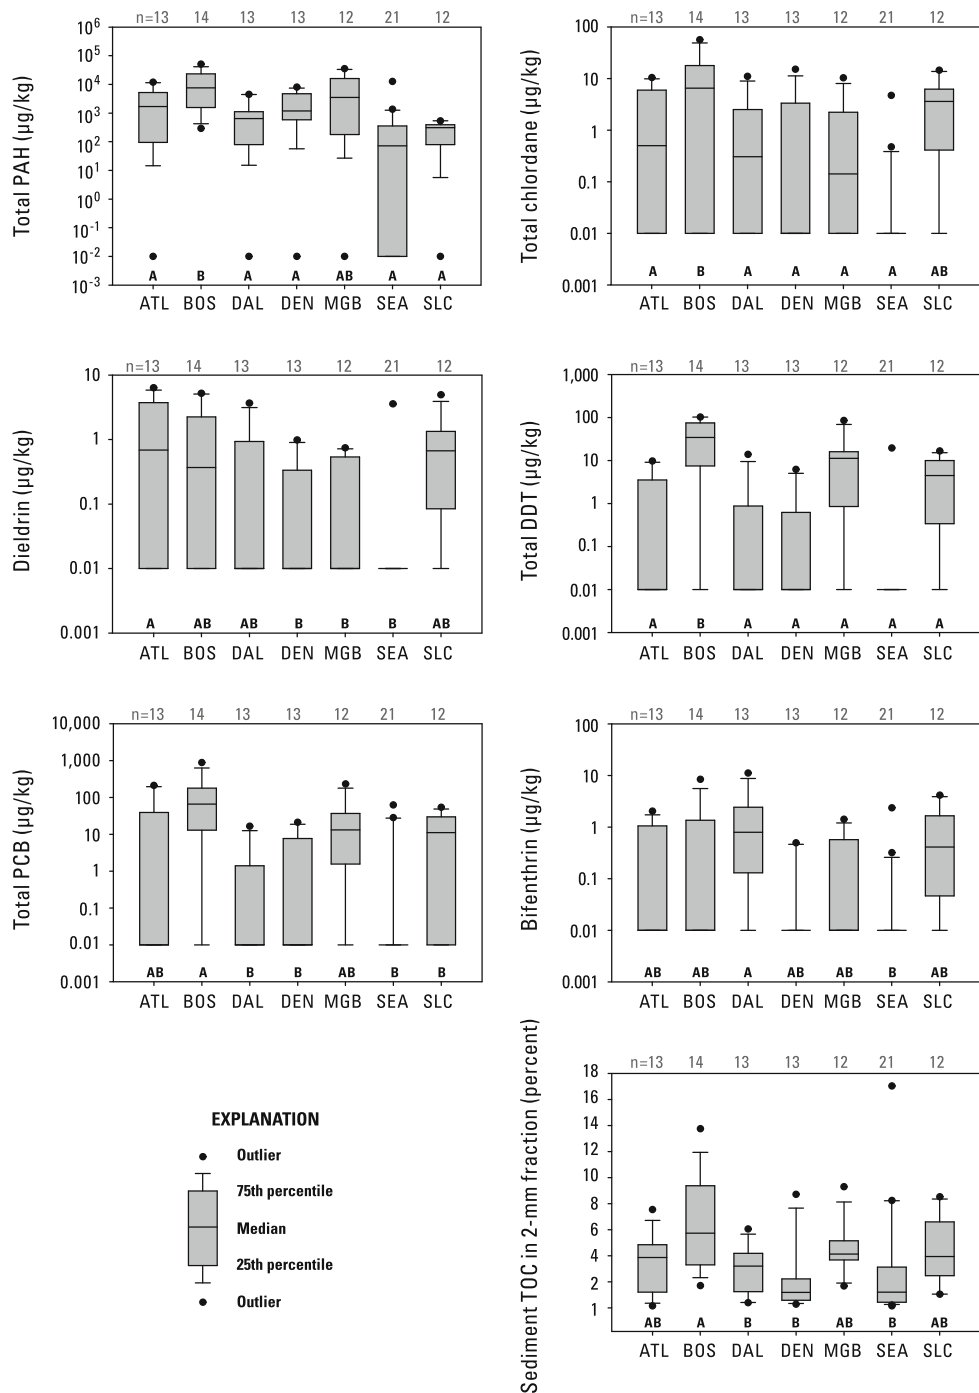 n=13 14 13 13 12 21 12
Total PAH (µg/kg)
10^6
10^5
10^4
10^3
10^2
10^1
10^0
10^-1
10^-2
10^-3
A B A A AB A A
ATL BOS DAL DEN MGB SEA SLC
n=13 14 13 13 12 21 12
Total chlordane (µg/kg)
100
10
1
0.1
0.01
0.001
A B A A A A AB
ATL BOS DAL DEN MGB SEA SLC
n=13 14 13 13 12 21 12
Dieldrin (µg/kg)
10
1
0.1
0.01
0.001
A AB AB B B B AB
ATL BOS DAL DEN MGB SEA SLC
n=13 14 13 13 12 21 12
Total DDT (µg/kg)
1,000
100
10
1
0.1
0.01
0.001
A B A A A A A
ATL BOS DAL DEN MGB SEA SLC
n=13 14 13 13 12 21 12
Total PCB (µg/kg)
10,000
1,000
100
10
1
0.1
0.01
0.001
AB A B B AB B B
ATL BOS DAL DEN MGB SEA SLC
n=13 14 13 13 12 21 12
Bifenthrin (µg/kg)
100
10
1
0.1
0.01
0.001
AB AB A AB AB B AB
ATL BOS DAL DEN MGB SEA SLC
EXPLANATION
Outlier
75th percentile
Median
25th percentile
Outlier
n=13 14 13 13 12 21 12
Sediment TOC in 2-mm fraction (percent)
18
16
14
12
10
8
6
4
2
1
AB A B B AB B AB
ATL BOS DAL DEN MGB SEA SLC